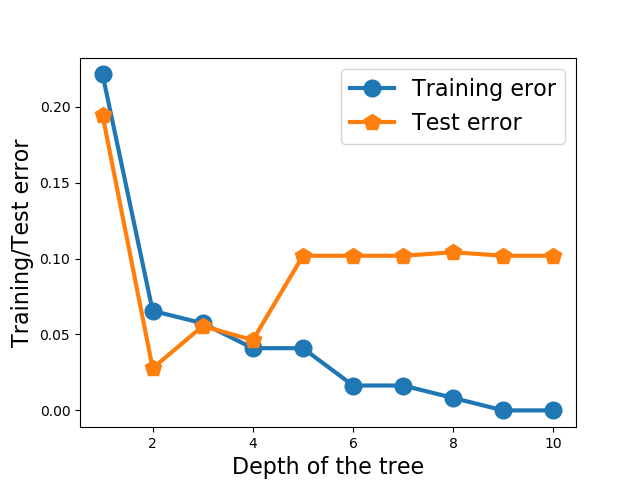 Training eror
Test error
Training/Test error
0.20
0.15
0.10
0.05
0.00
2 4 6 8 10
Depth of the tree